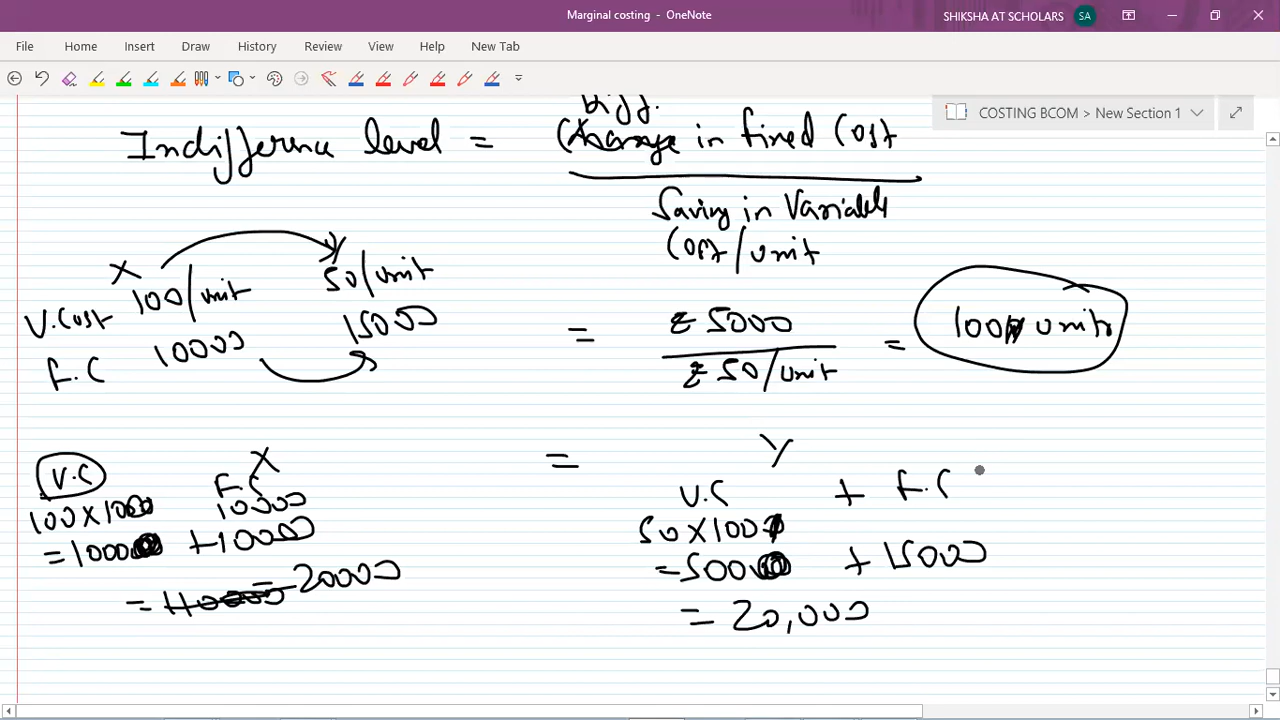 Marginal costing - OneNote
SHIKSHA AT SCHOLARS SA
File Home Insert Draw History Review View Help New Tab
COSTING BCOM > New Section 1
Diff.
Indifference level = Change in fixed Cost
Saving in Variable
Cost/unit
X
100/unit 50/unit
V.Cost
F.C 10000 15000
= ₹ 5000
₹ 50/unit
= 100 units
X = Y
V.C F.C
100 X 100 10000
= 10000 + 10000
= 110000 = 20000
V.C + F.C
50 X 100
= 5000 + 15000
= 20,000